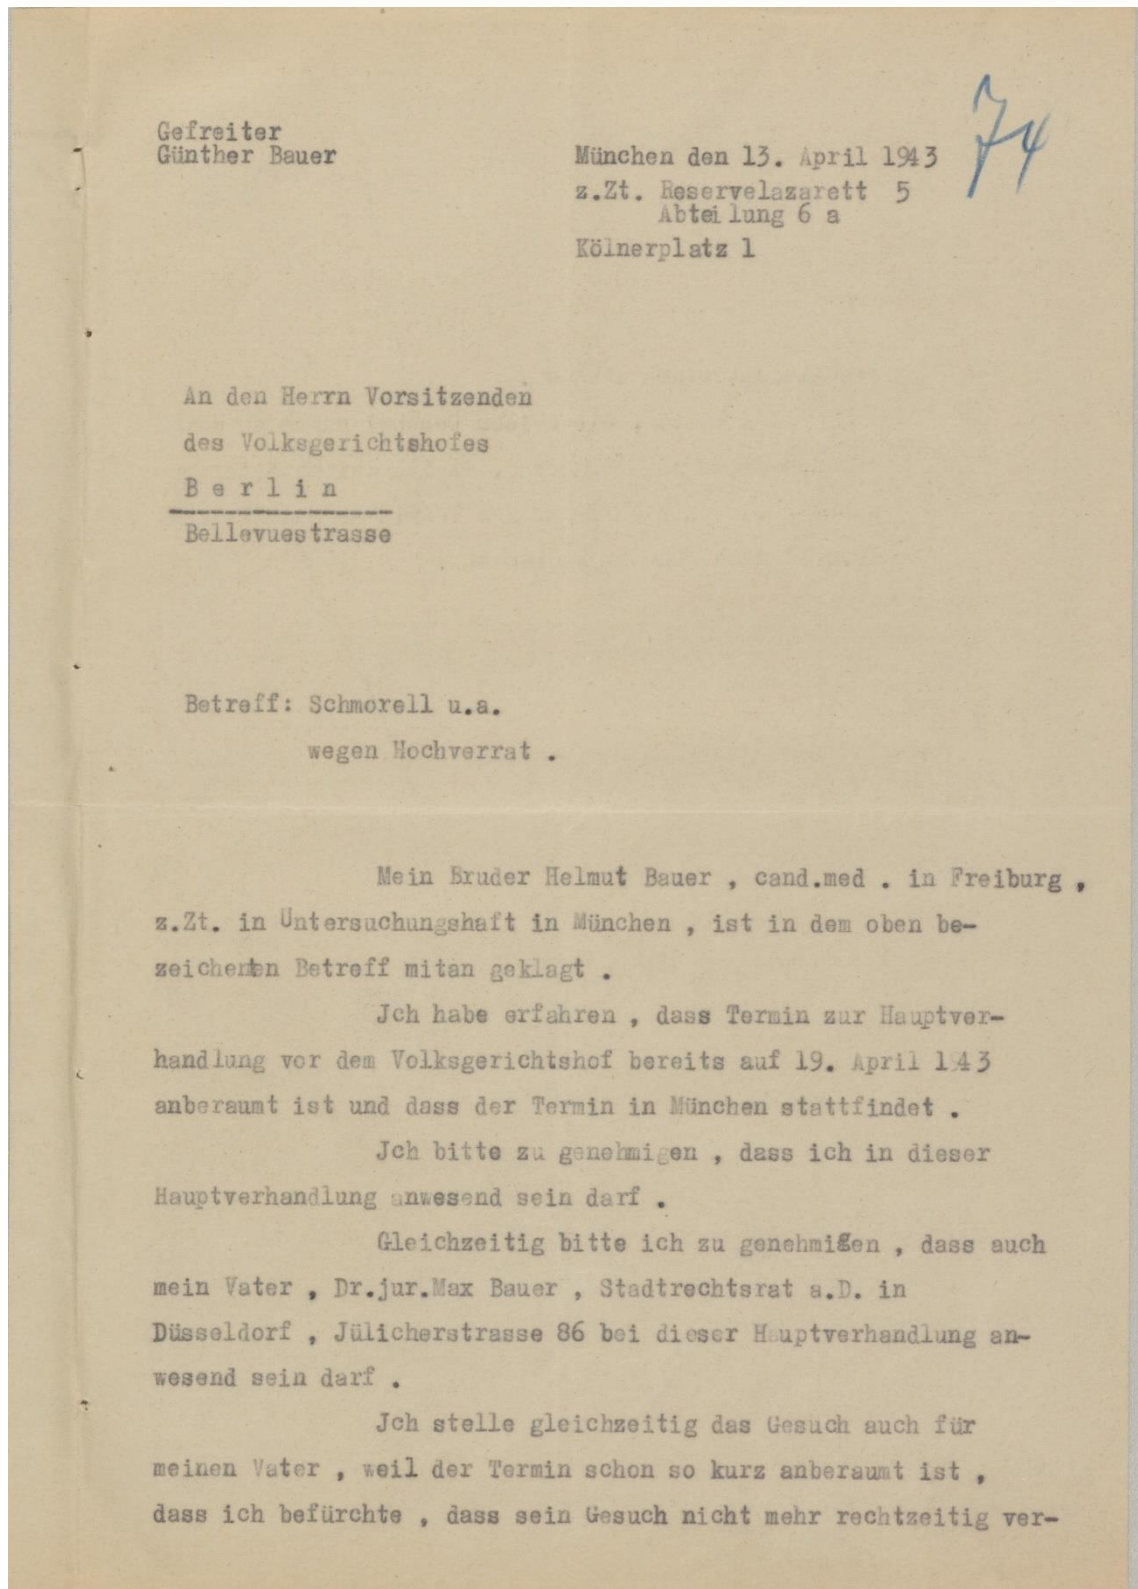 74
Gefreiter
Günther Bauer
München den 13. April 1943
z.Zt. Reservelazarett 5
Abteilung 6 a
Kölnerplatz 1
An den Herrn Vorsitzenden
des Volksgerichtshofes
B e r l i n
Bellevuestrasse
Betreff: Schmorell u.a.
wegen Hochverrat .
Mein Bruder Helmut Bauer , cand.med . in Freiburg ,
z.Zt. in Untersuchungshaft in München , ist in dem oben be-
zeichenten Betreff mitan geklagt .
Jch habe erfahren , dass Termin zur Hauptver-
handlung vor dem Volksgerichtshof bereits auf 19. April 1943
anberaumt ist und dass der Termin in München stattfindet .
Jch bitte zu genehmigen , dass ich in dieser
Hauptverhandlung anwesend sein darf .
Gleichzeitig bitte ich zu genehmigen , dass auch
mein Vater , Dr.jur.Max Bauer , Stadtrechtsrat a.D. in
Düsseldorf , Jülicherstrasse 86 bei dieser Hauptverhandlung an-
wesend sein darf .
Jch stelle gleichzeitig das Gesuch auch für
meinen Vater , weil der Termin schon so kurz anberaumt ist ,
dass ich befürchte , dass sein Gesuch nicht mehr rechtzeitig ver-